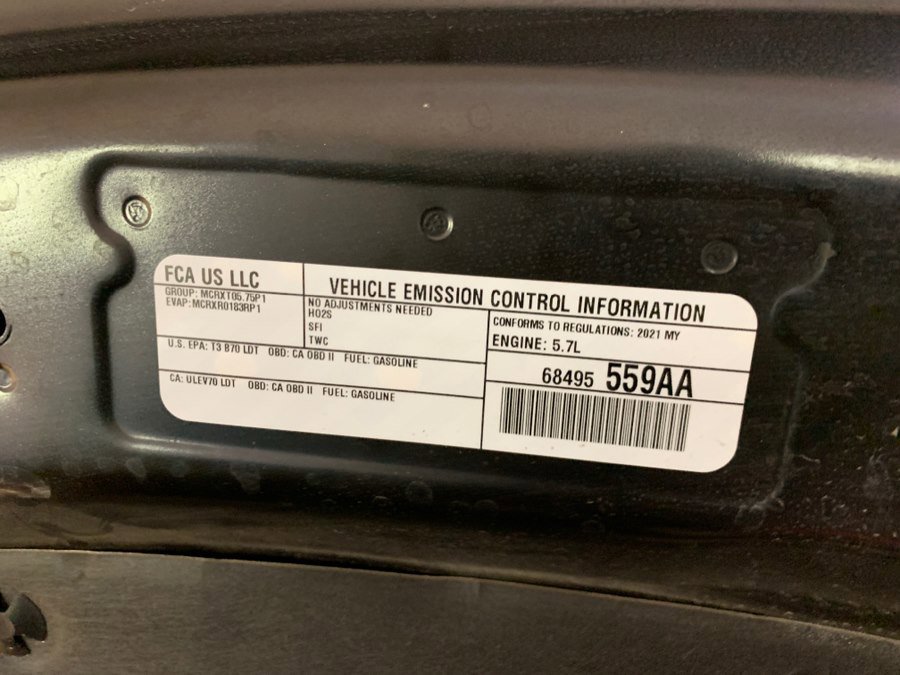 FCA US LLC
GROUP: MCRXT05.75P1
EVAP:MCRXR0183RP1
VEHICLE EMISSION CONTROL INFORMATION
NO ADJUSTMENTS NEEDED
HO2S
SFI
TWC
CONFORMS TO REGULATIONS: 2021 MY
ENGINE: 5.7L
U.S. EPA: T3 B70 LDT OBD: CA OBD II FUEL: GASOLINE
CA: ULEV70 LDT OBD: CA OBD II FUEL: GASOLINE
68495 559AA